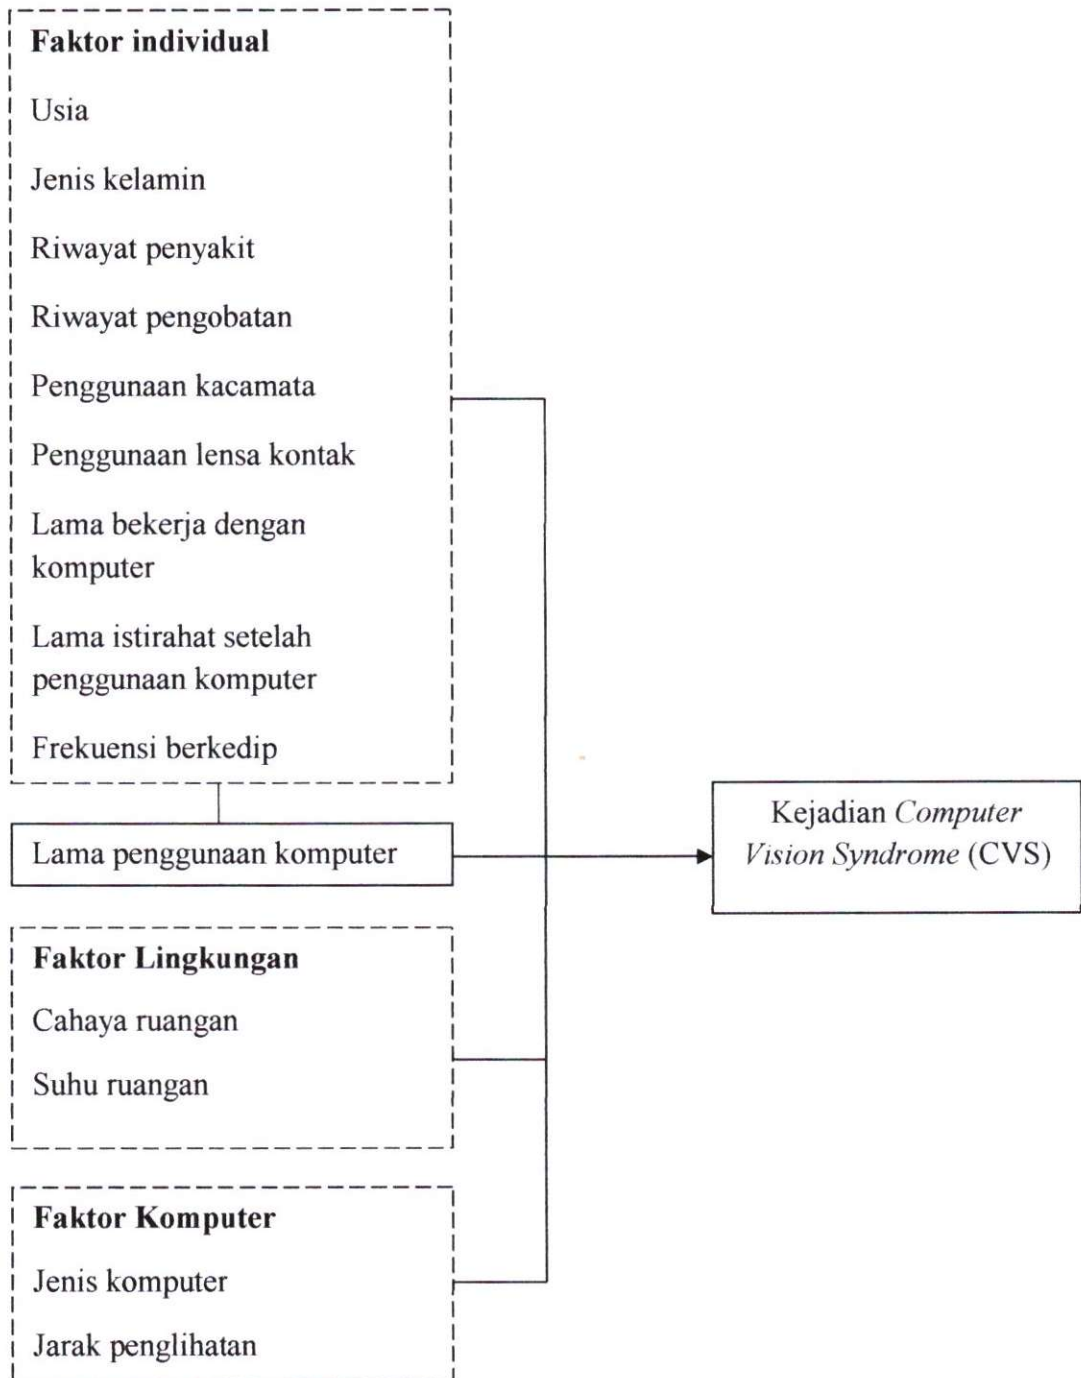 Faktor individual
Usia
Jenis kelamin
Riwayat penyakit
Riwayat pengobatan
Penggunaan kacamata
Penggunaan lensa kontak
Lama bekerja dengan
komputer
Lama istirahat setelah
penggunaan komputer
Frekuensi berkedip
Lama penggunaan komputer
Faktor Lingkungan
Cahaya ruangan
Suhu ruangan
Faktor Komputer
Jenis komputer
Jarak penglihatan
Kejadian Computer
Vision Syndrome (CVS)